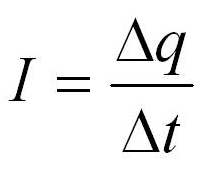 I = Δq / Δt